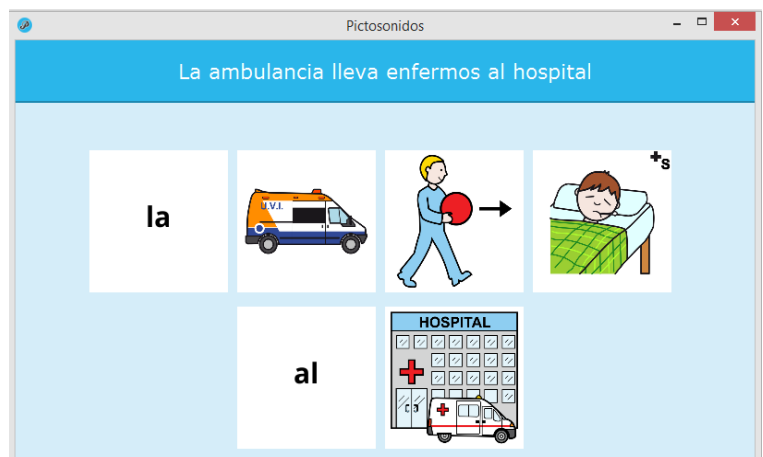 Pictosonidos
La ambulancia lleva enfermos al hospital
la
U.V.I.
+s
al
HOSPITAL